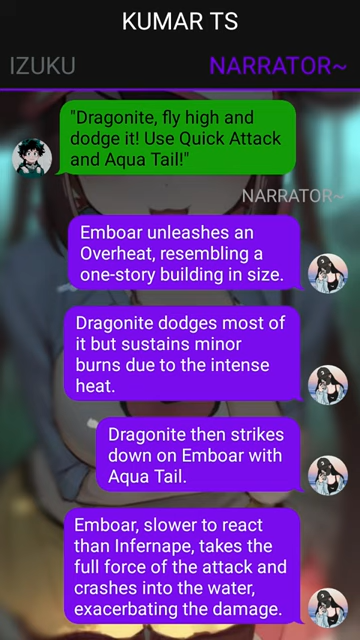 KUMAR TS
IZUKU NARRATOR~
"Dragonite, fly high and
dodge it! Use Quick Attack
and Aqua Tail!"
NARRATOR~
Emboar unleashes an
Overheat, resembling a
one-story building in size.
Dragonite dodges most of
it but sustains minor
burns due to the intense
heat.
Dragonite then strikes
down on Emboar with
Aqua Tail.
Emboar, slower to react
than Infernape, takes the
full force of the attack and
crashes into the water,
exacerbating the damage.